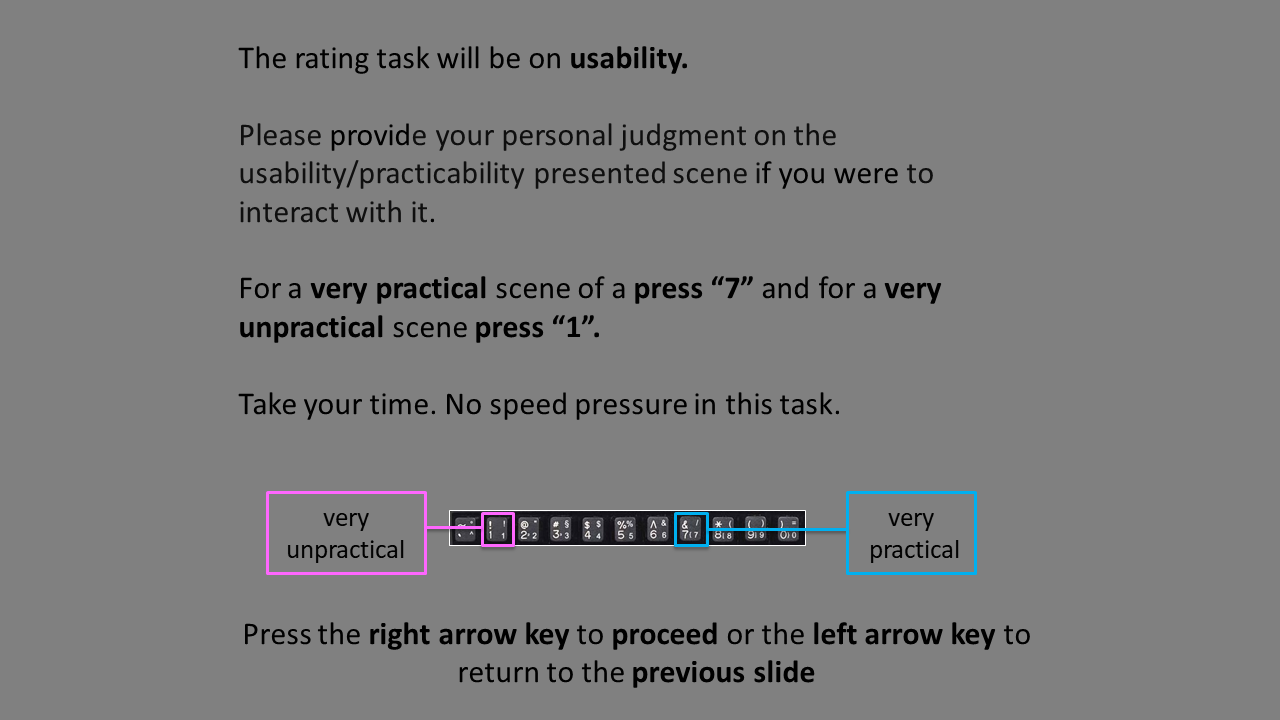 The rating task will be on usability.
Please provide your personal judgment on the
usability/practicability presented scene if you were to
interact with it.
For a very practical scene of a press “7” and for a very
unpractical scene press “1”.
Take your time. No speed pressure in this task.
very
unpractical
very
practical
Press the right arrow key to proceed or the left arrow key to
return to the previous slide